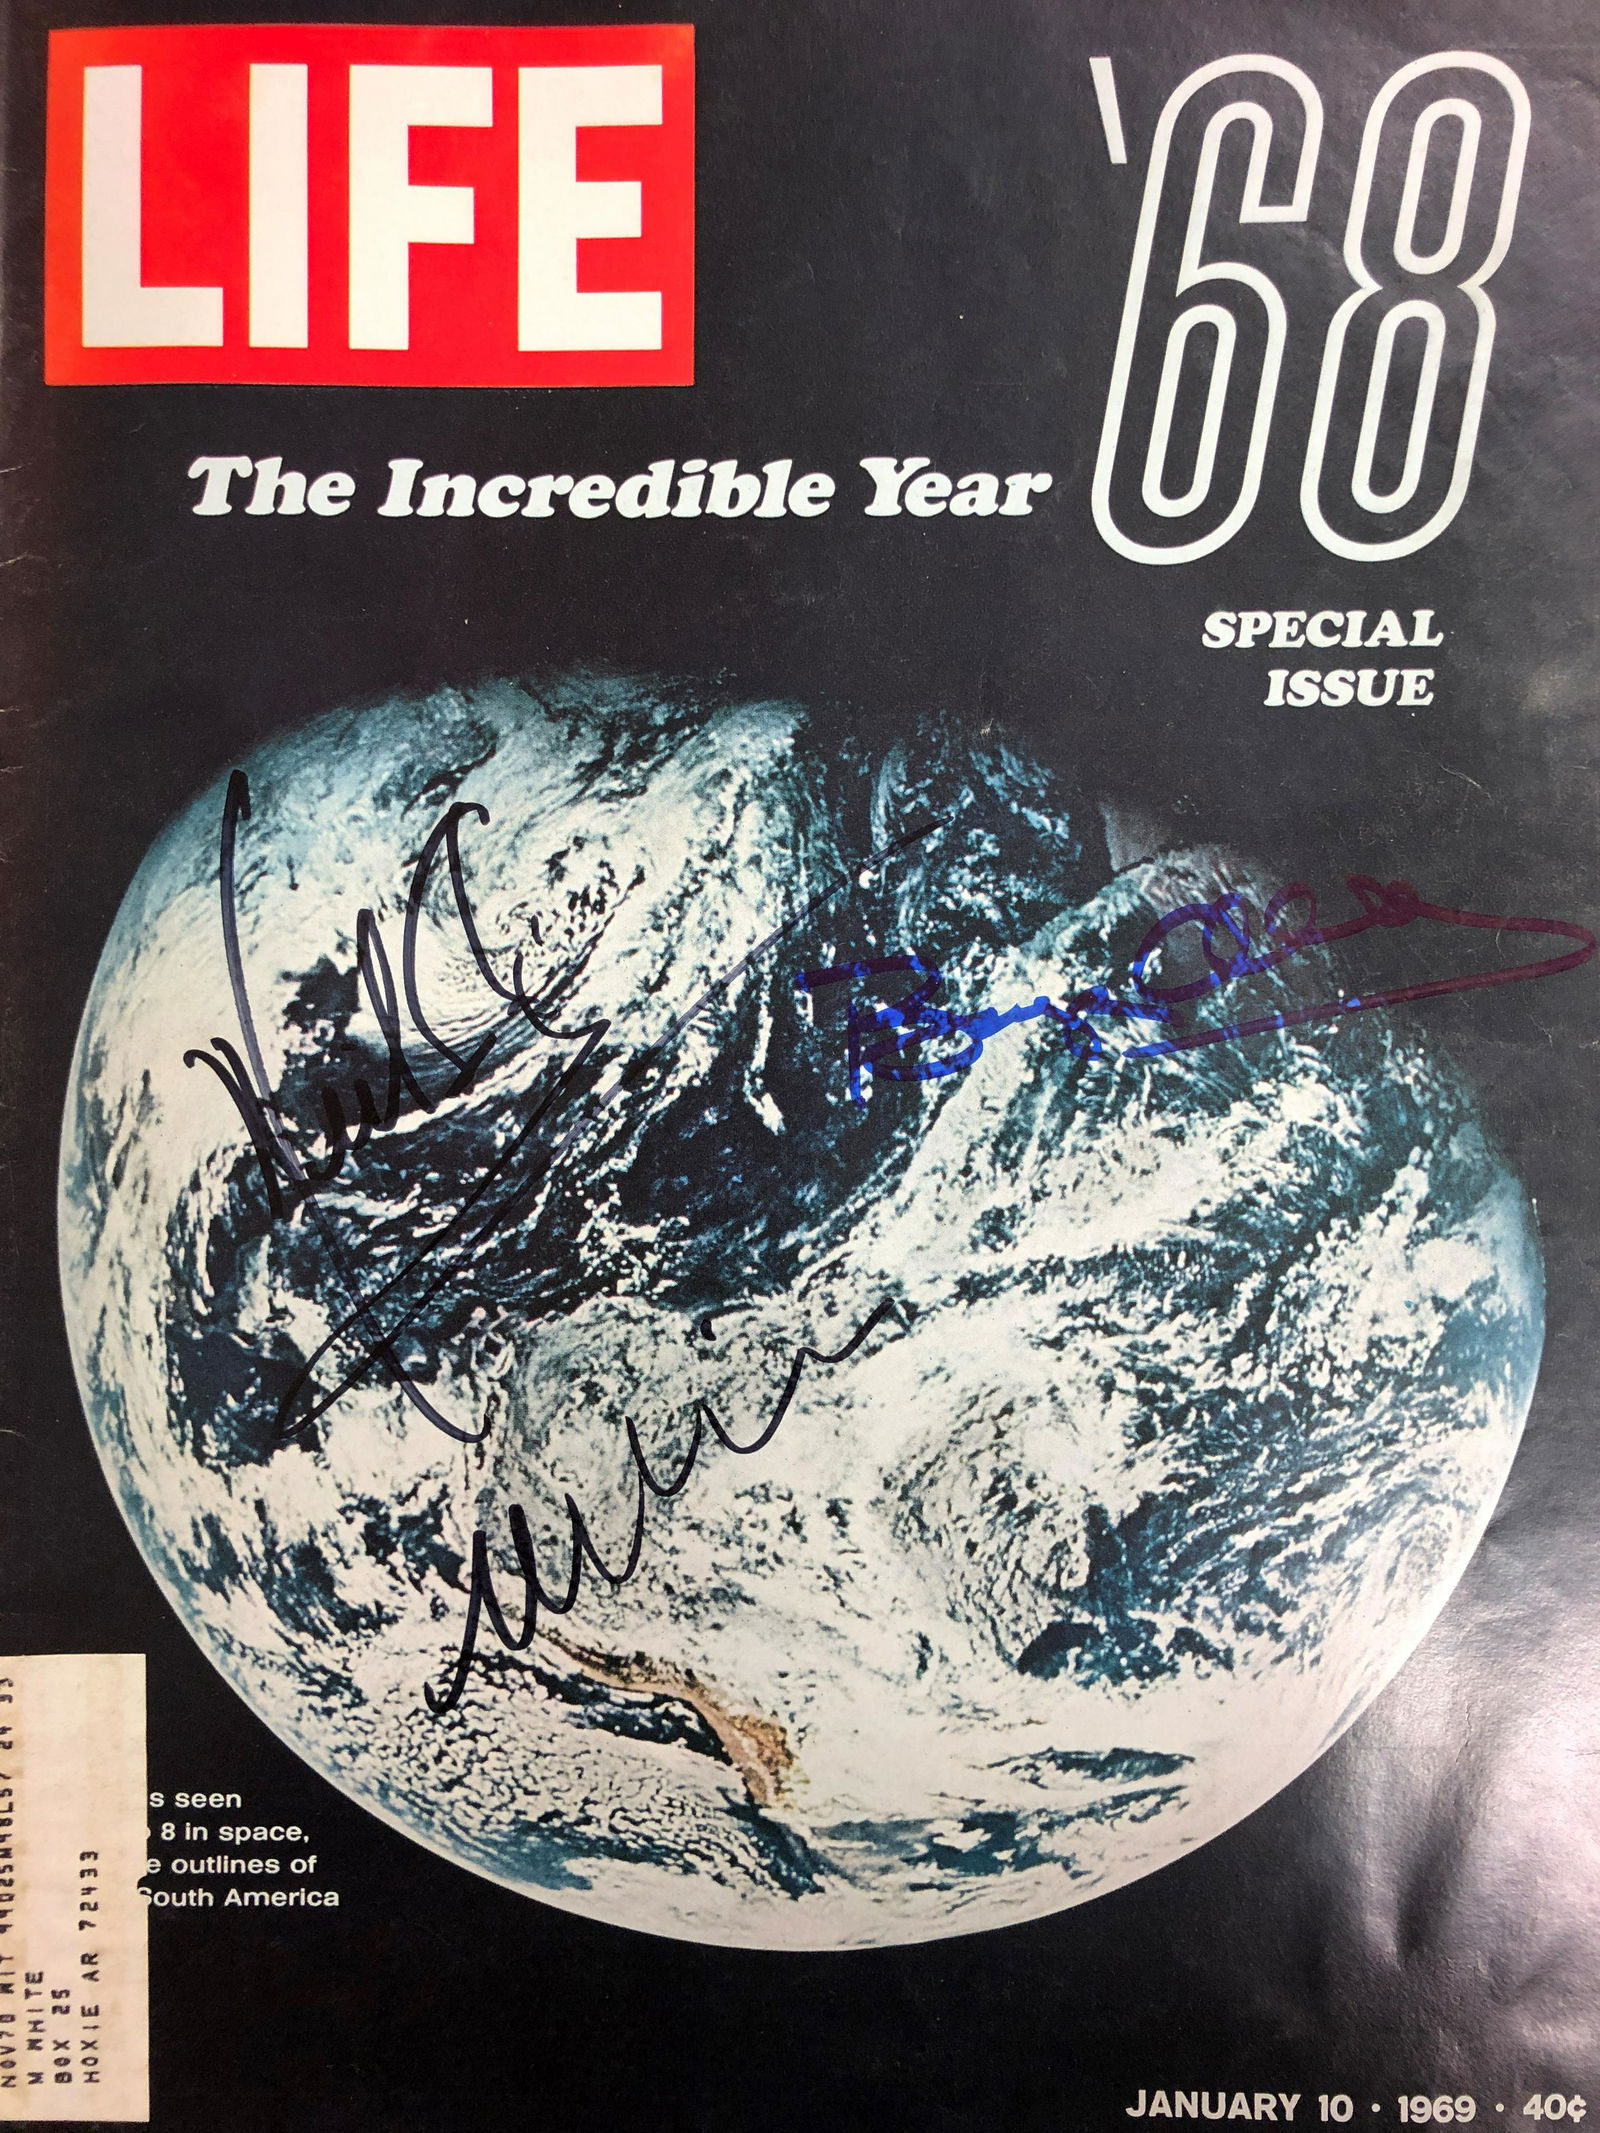 LIFE
'68
The Incredible Year
SPECIAL
ISSUE
s seen
8 in space,
e outlines of
South America
M WHITE
BOX 25
HOXIE AR 72433
JANUARY 10 • 1969 • 40¢